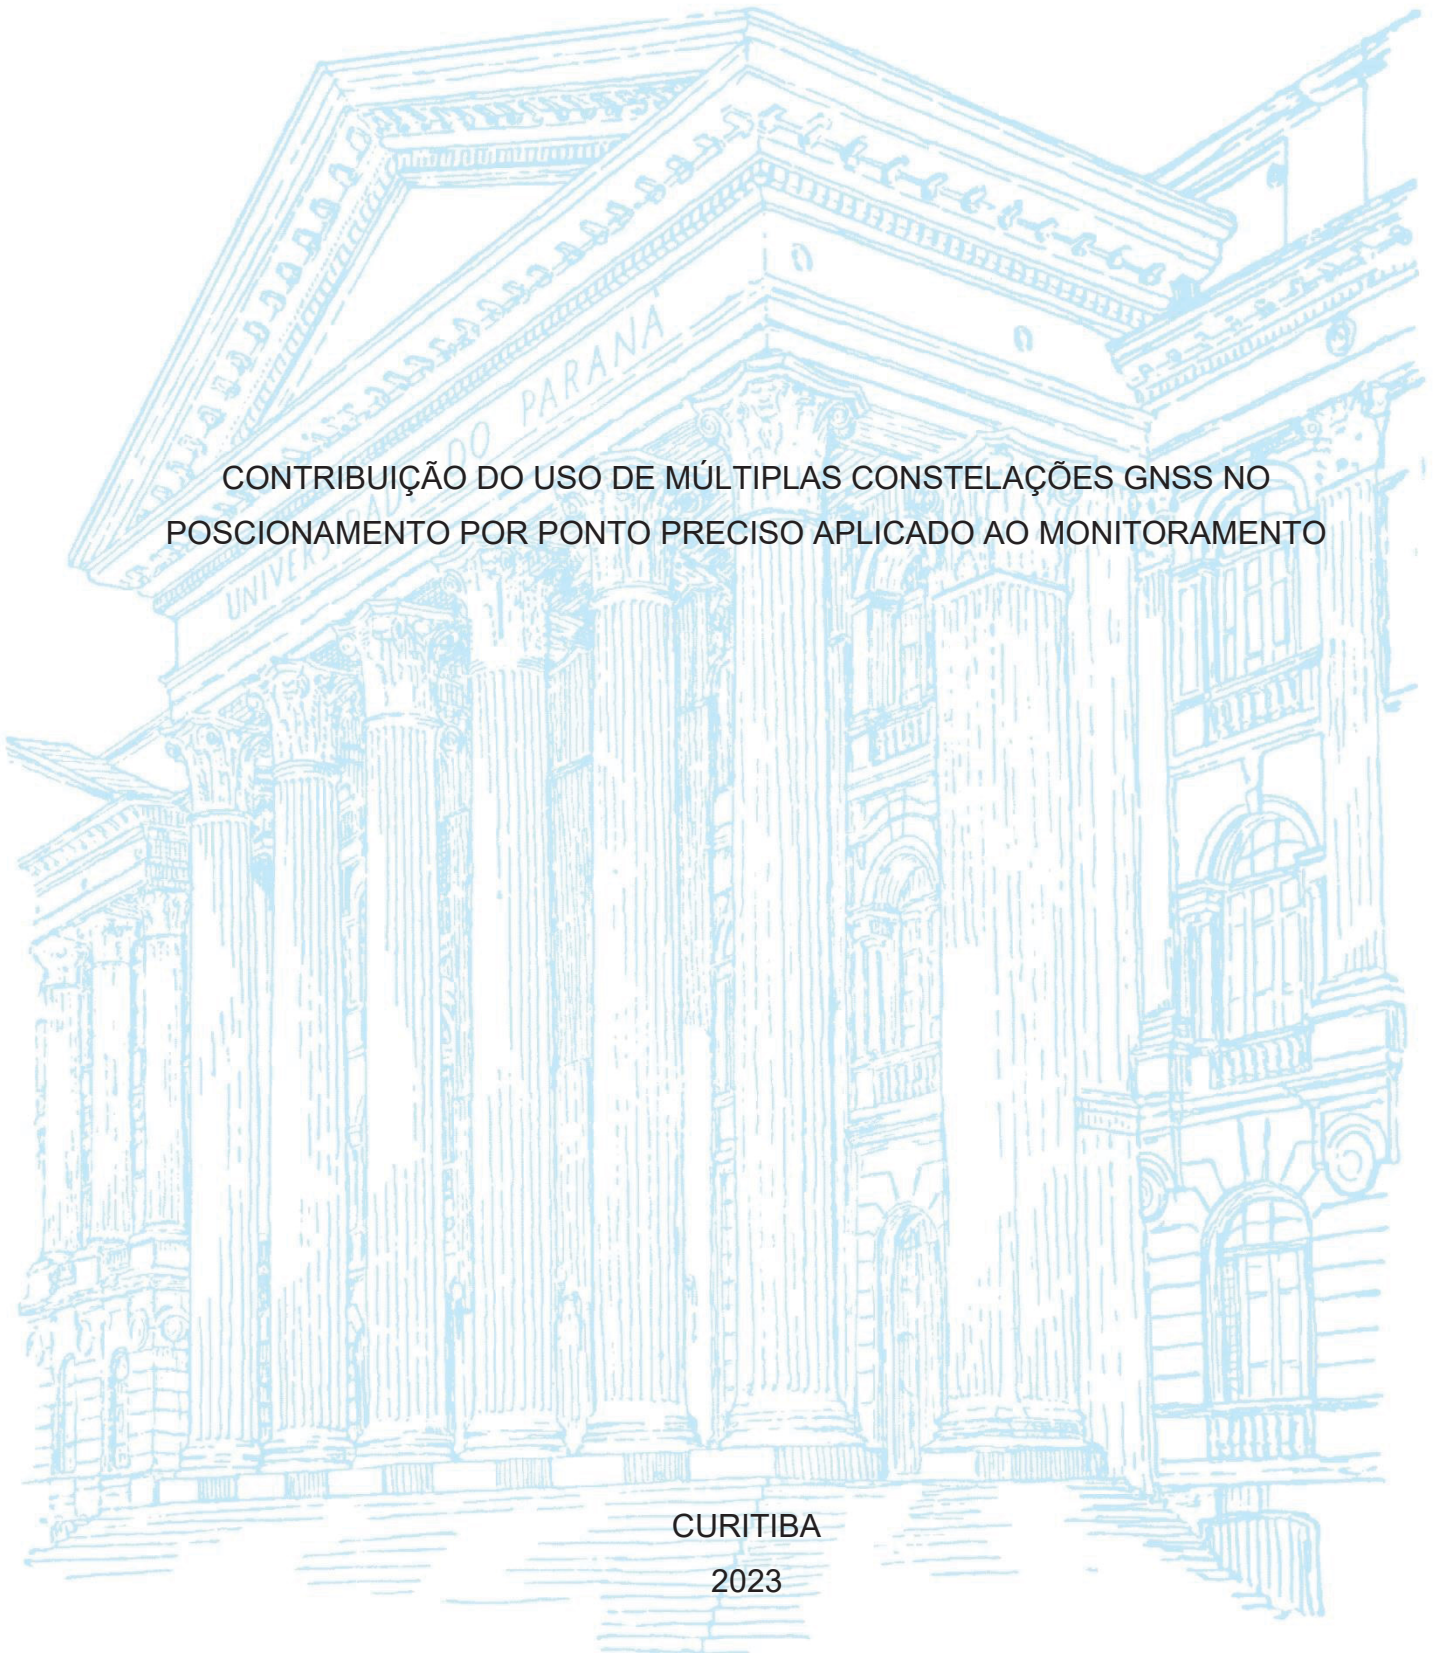 UNIVERSIDADE DO PARANÁ
CONTRIBUIÇÃO DO USO DE MÚLTIPLAS CONSTELAÇÕES GNSS NO
POSCIONAMENTO POR PONTO PRECISO APLICADO AO MONITORAMENTO
CURITIBA
2023